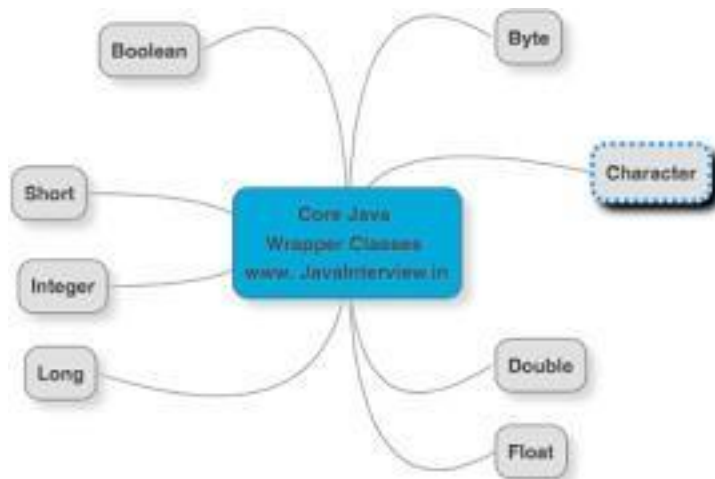 Boolean
Byte
Character
Short
Core Java
Wrapper Classes
www. JavaInterview.in
Integer
Long
Double
Float